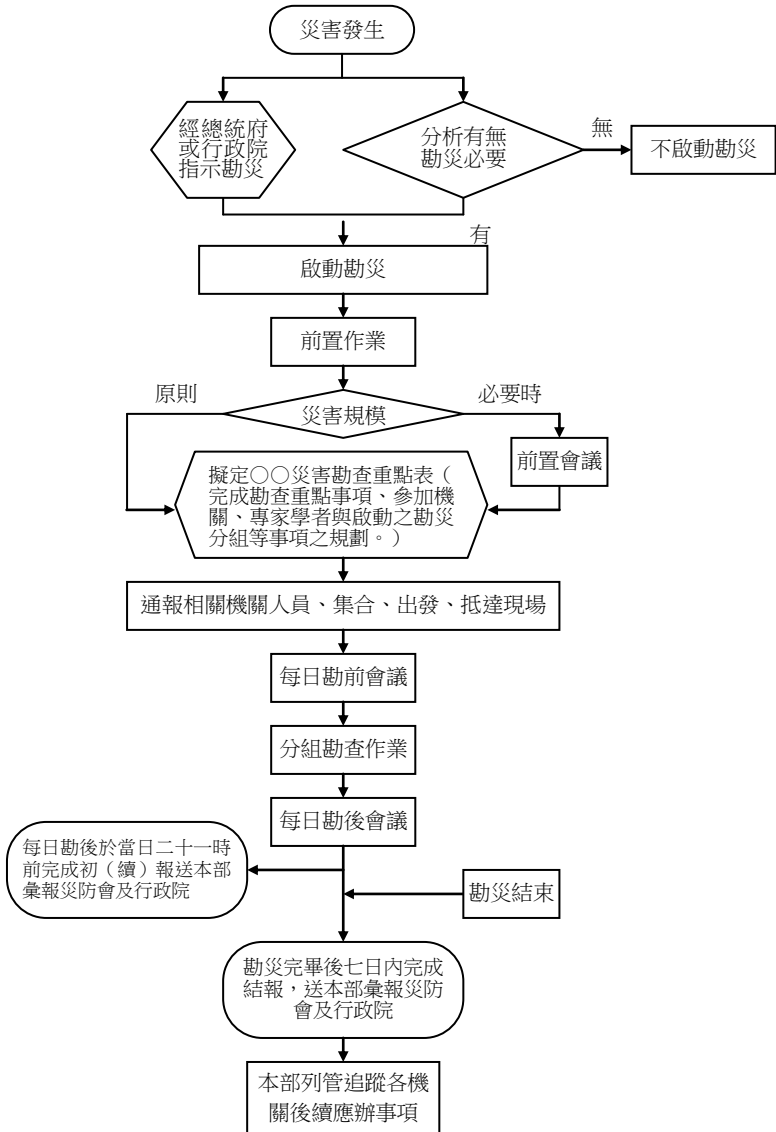 災害發生
經總統府
或行政院
指示勘災
分析有無
勘災必要
無
不啟動勘災
有
啟動勘災
前置作業
原則
災害規模
必要時
前置會議
擬定○○災害勘查重點表（
完成勘查重點事項、參加機
關、專家學者與啟動之勘災
分組等事項之規劃。）
通報相關機關人員、集合、出發、抵達現場
每日勘前會議
分組勘查作業
每日勘後會議
每日勘後於當日二十一時
前完成初（續）報送本部
彙報災防會及行政院
勘災結束
勘災完畢後七日內完成
結報，送本部彙報災防
會及行政院
本部列管追蹤各機
關後續應辦事項